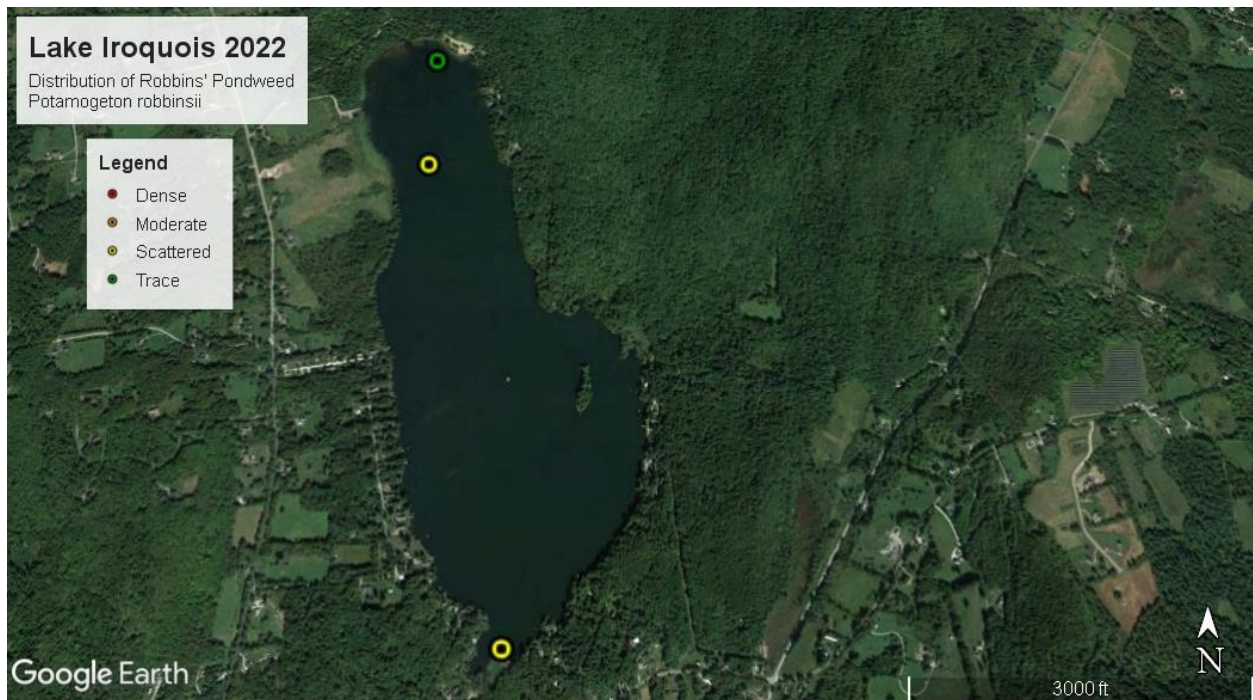 Lake Iroquois 2022
Distribution of Robbins' Pondweed
Potamogeton robbinsii
Legend
Dense
Moderate
Scattered
Trace
Google Earth
N
3000 ft